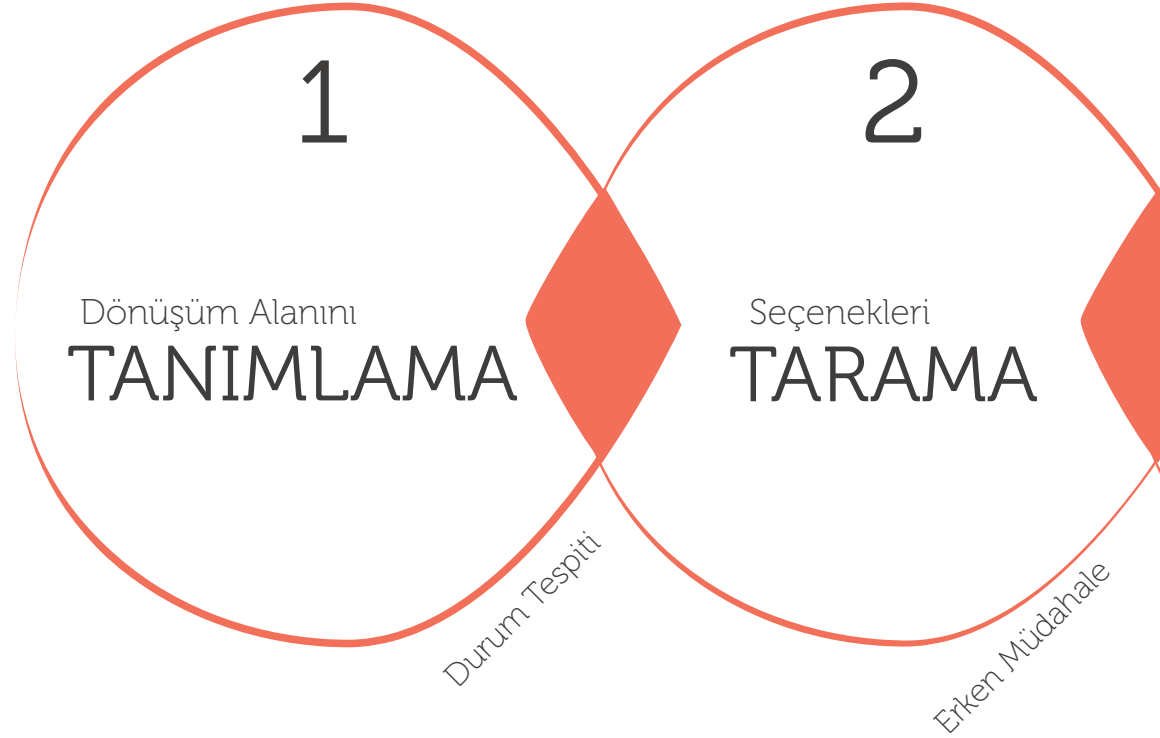 1
Dönüşüm Alanını
TANIMLAMA
Durum Tespiti
2
Seçenekleri
TARAMA
Erken Müdahale